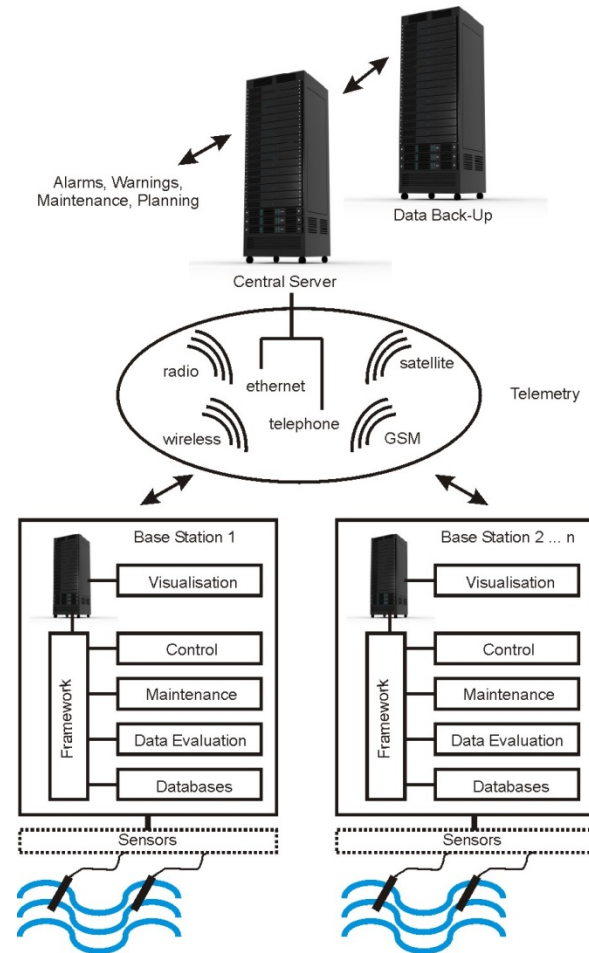 Alarms, Warnings,
Maintenance, Planning
Data Back-Up
Central Server
radio
satellite
ethernet
Telemetry
telephone
wireless
GSM
Base Station 1
Visualisation
Framework
Control
Maintenance
Data Evaluation
Databases
Sensors
Base Station 2 ... n
Visualisation
Framework
Control
Maintenance
Data Evaluation
Databases
Sensors